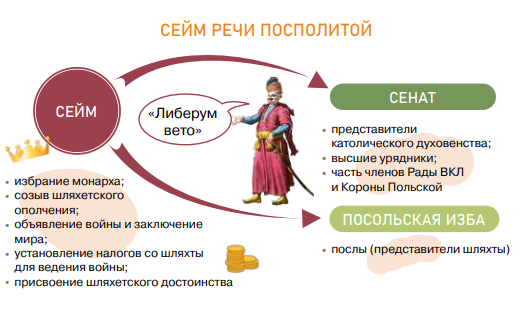 СЕЙМ РЕЧИ ПОСПОЛИТОЙ
СЕЙМ
«Либерум
вето»
• избрание монарха;
• созыв шляхетского
ополчения;
• объявление войны и заключение
мира;
• установление налогов со шляхты
для ведения войны;
• присвоение шляхетского достоинства
СЕНАТ
• представители
католического духовенства;
• высшие урядники;
• часть членов Рады ВКЛ
и Короны Польской
ПОСОЛЬСКАЯ ИЗБА
• послы (представители шляхты)